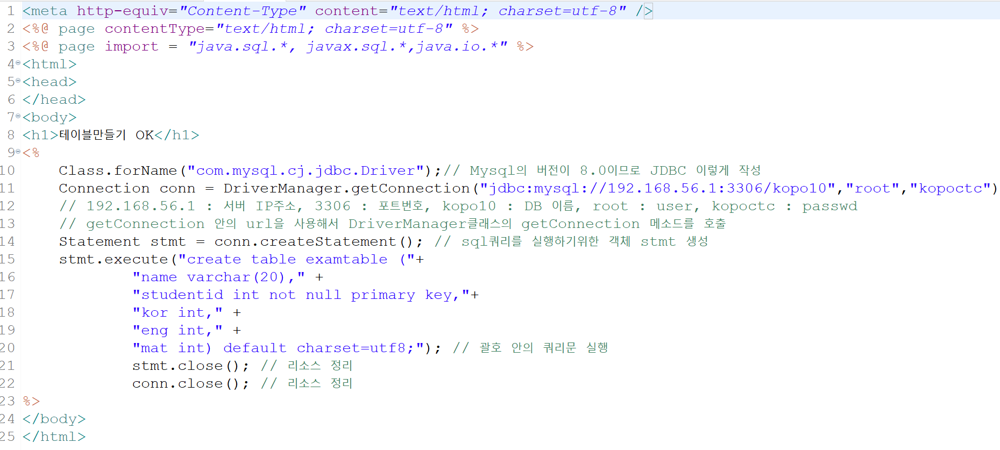 1 <meta http-equiv="Content-Type" content="text/html; charset=utf-8" />
2 <%@ page contentType="text/html; charset=utf-8" %>
3 <%@ page import = "java.sql.*, javax.sql.*,java.io.*" %>
4 <html>
5 <head>
6 </head>
7 <body>
8 <h1>테이블만들기 OK</h1>
9 <%
10     Class.forName("com.mysql.cj.jdbc.Driver");// Mysql의 버전이 8.0이므로 JDBC 이렇게 작성
11     Connection conn = DriverManager.getConnection("jdbc:mysql://192.168.56.1:3306/kopo10","root","kopoctc")
12     // 192.168.56.1 : 서버 IP주소, 3306 : 포트번호, kopo10 : DB 이름, root : user, kopoctc : passwd
13     // getConnection 안의 url을 사용해서 DriverManager클래스의 getConnection 메소드를 호출
14     Statement stmt = conn.createStatement(); // sql쿼리를 실행하기위한 객체 stmt 생성
15     stmt.execute("create table examtable ("+
16             "name varchar(20)," +
17             "studentid int not null primary key,"+
18             "kor int," +
19             "eng int," +
20             "mat int) default charset=utf8;"); // 괄호 안의 쿼리문 실행
21             stmt.close(); // 리소스 정리
22             conn.close(); // 리소스 정리
23 %>
24 </body>
25 </html>